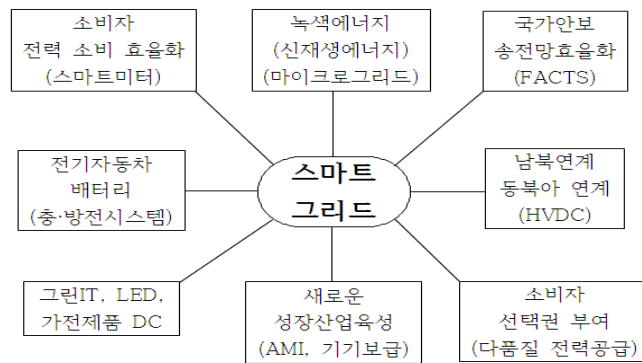 소비자
전력 소비 효율화
(스마트미터)
녹색에너지
(신재생에너지)
(마이크로그리드)
국가안보
송전망효율화
(FACTS)
전기자동차
배터리
(충·방전시스템)
스마트
그리드
남북연계
동북아 연계
(HVDC)
그린IT, LED,
가전제품 DC
새로운
성장산업육성
(AMI, 기기보급)
소비자
선택권 부여
(다품질 전력공급)